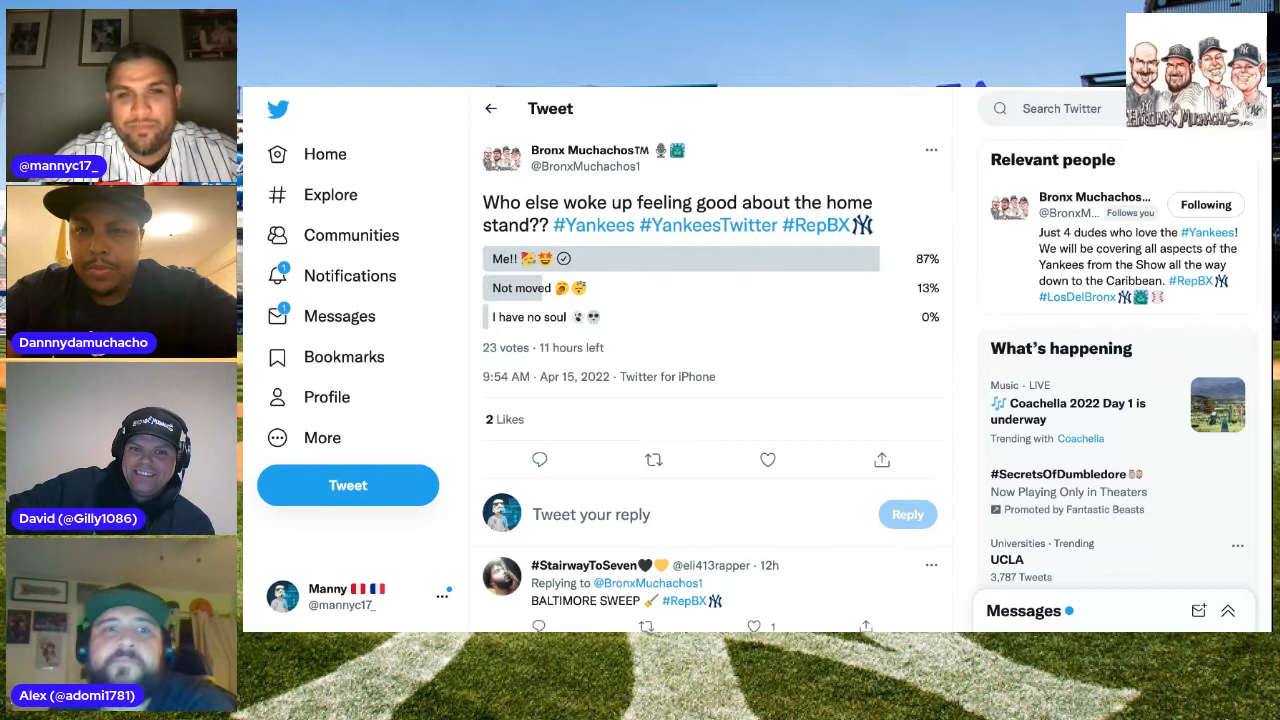 @mannyc17_
Dannnydamuchacho
David (@Gilly1086)
Alex (@adomi1781)
Home
Explore
Communities
1
Notifications
1
Messages
Bookmarks
Profile
More
Tweet
Manny 🇵🇪 🇫🇷
@mannyc17_
Tweet
Bronx Muchachos™
@BronxMuchachos1
Who else woke up feeling good about the home
stand?? #Yankees #YankeesTwitter #RepBX
Me!! 🥳🤩
87%
Not moved
13%
I have no soul 👻💀
0%
23 votes · 11 hours left
9:54 AM · Apr 15, 2022 · Twitter for iPhone
2 Likes
Tweet your reply
Reply
#StairwayToSeven🖤💛 @eli413rapper · 12h
Replying to @BronxMuchachos1
BALTIMORE SWEEP 🧹 #RepBX
1
Search Twitter
BRONX MUCHACHOS
Relevant people
Bronx Muchachos...
@BronxM... Follows you
Following
Just 4 dudes who love the #Yankees!
We will be covering all aspects of the
Yankees from the Show all the way
down to the Caribbean. #RepBX
#LosDelBronx
What's happening
Music · LIVE
🎶 Coachella 2022 Day 1 is
underway
Trending with Coachella
#SecretsOfDumbledore
Now Playing Only in Theaters
Promoted by Fantastic Beasts
Universities · Trending
UCLA
3,787 Tweets
Messages